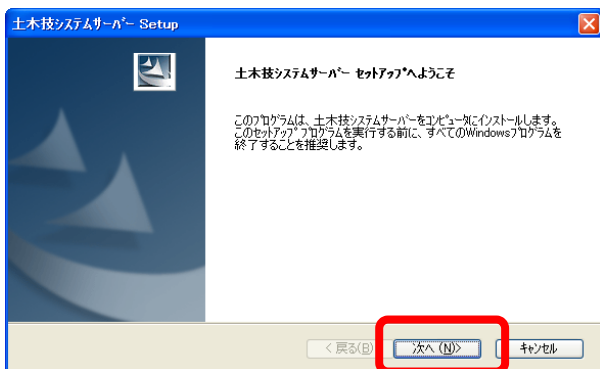 土木技システムサーバー Setup
土木技システムサーバー セットアップへようこそ
このプログラムは、土木技システムサーバーをコンピュータにインストールします。
このセットアッププログラムを実行する前に、すべてのWindowsプログラムを
終了することを推奨します。
< 戻る(B)
次へ (N)>
キャンセル